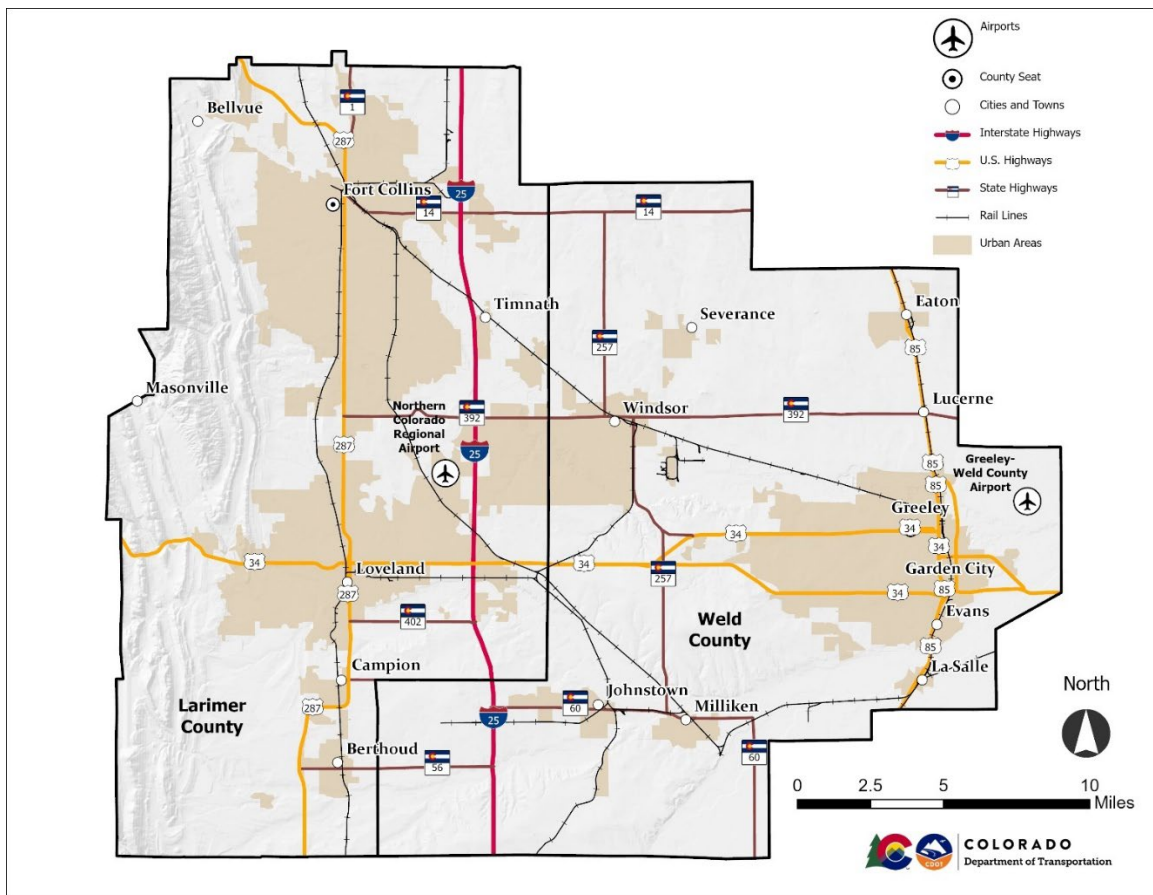 Airports
County Seat
Cities and Towns
Interstate Highways
U.S. Highways
State Highways
Rail Lines
Urban Areas
Bellvue
1
287
Fort Collins
25
14
14
Timnath
Severance
Eaton
257
85
Masonville
Northern
Colorado
Regional
Airport
392
Windsor
392
Lucerne
287
25
85
85
Greeley-
Weld County
Airport
Greeley
34
34
34
34
34
257
Loveland
287
Garden City
34
85
402
Weld
County
Evans
85
Campion
La Salle
Larimer
County
287
Johnstown
60
Milliken
25
60
Berthoud
56
North
0
2.5
5
10
Miles
CDOT
COLORADO
Department of Transportation